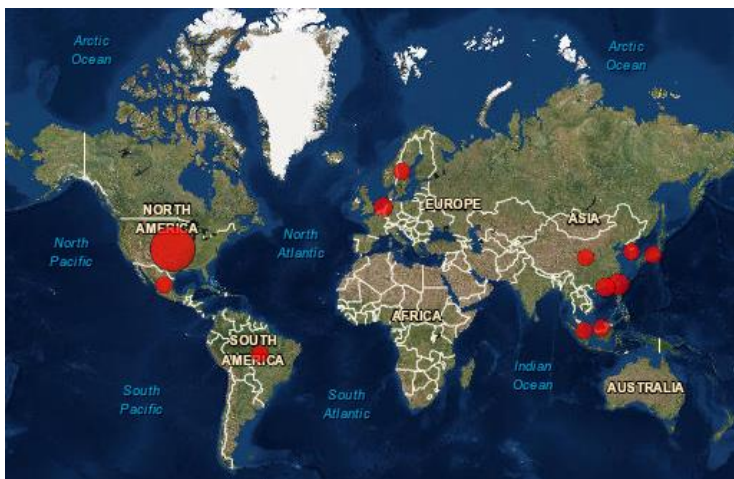 Arctic
Ocean
Arctic
Ocean
NORTH
AMERICA
EUROPE
ASIA
North
Pacific
North
Atlantic
AFRICA
SOUTH
AMERICA
Indian
Ocean
South
Pacific
South
Atlantic
AUSTRALIA